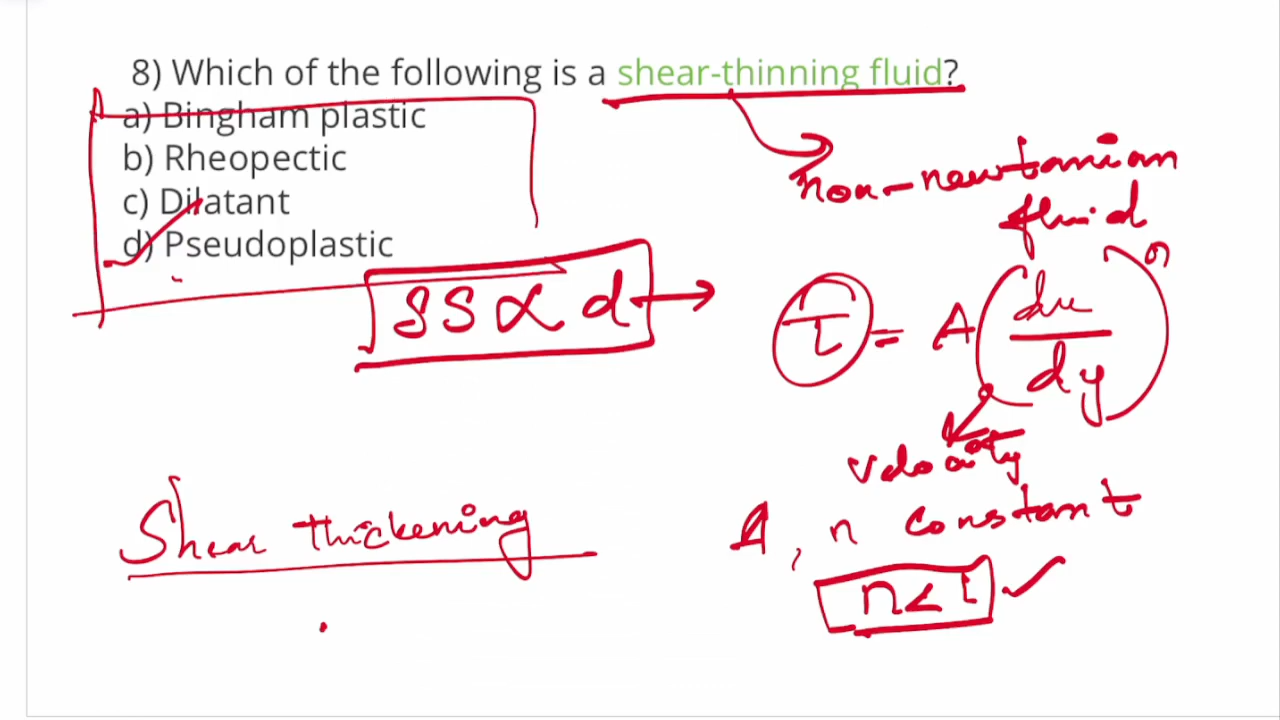 8) Which of the following is a shear-thinning fluid?
a) Bingham plastic
b) Rheopectic
c) Dilatant
d) Pseudoplastic
non-newtonian
fluid
SS ∝ d
τ = A (du/dy)ⁿ
velocity
A, n constant
n<1
Shear thickening